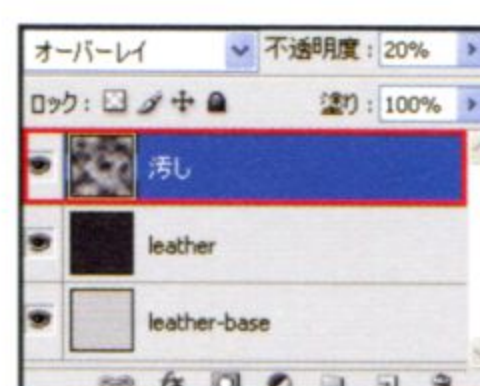 オーバーレイ 不透明度 : 20%
ロック : 塗り : 100%
汚し
leather
leather-base
fx